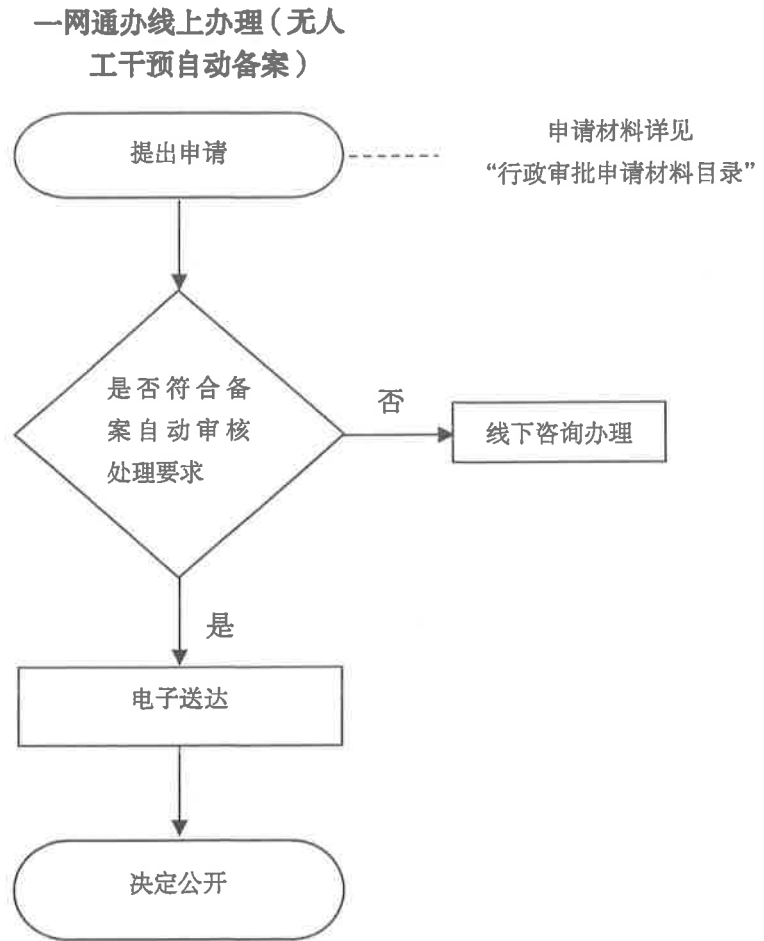 一网通办线上办理（无人
工干预自动备案）
提出申请
申请材料详见
“行政审批申请材料目录”
是否符合备
案自动审核
处理要求
否
线下咨询办理
是
电子送达
决定公开